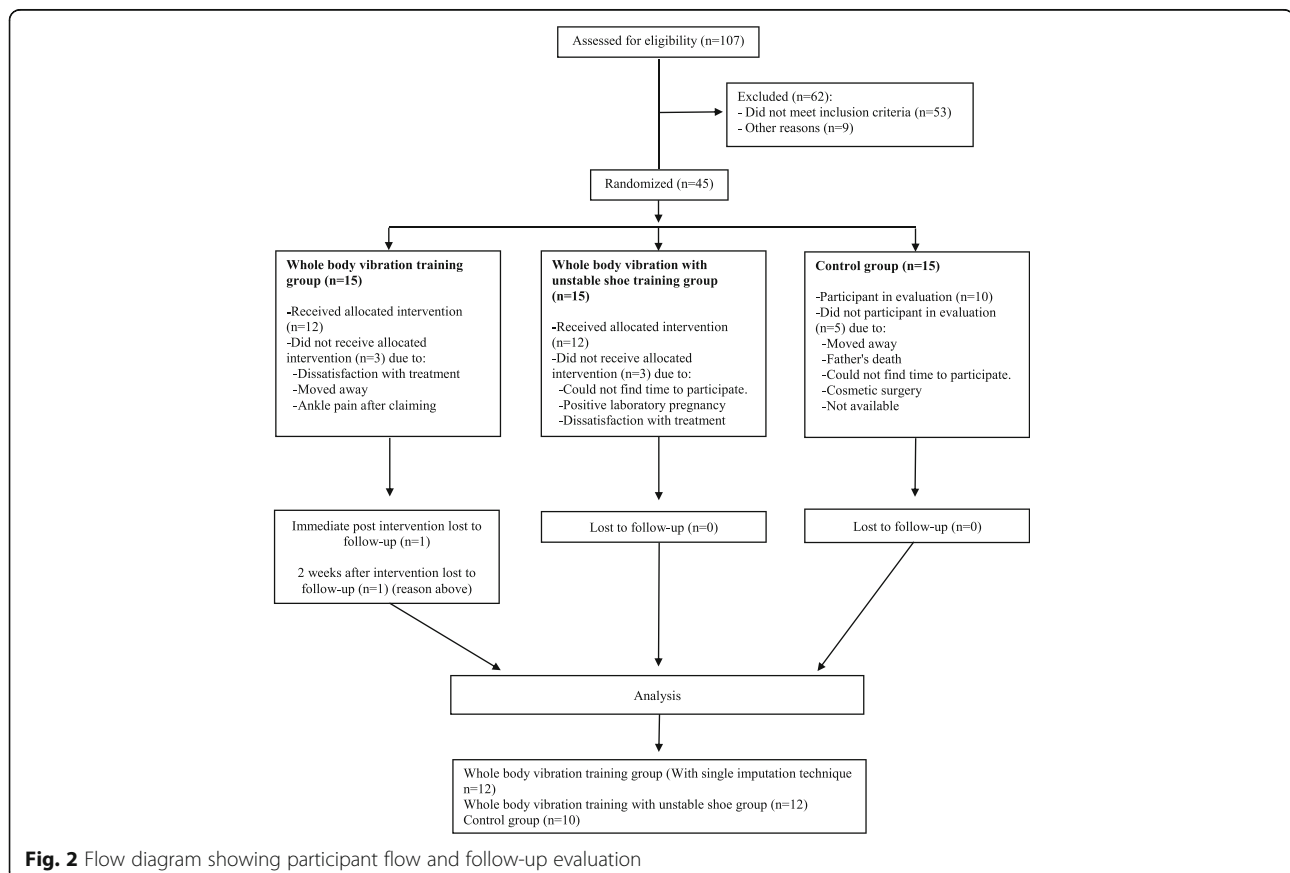 Assessed for eligibility (n=107)
Excluded (n=62):
- Did not meet inclusion criteria (n=53)
- Other reasons (n=9)
Randomized (n=45)
Whole body vibration training
group (n=15)
-Received allocated intervention
(n=12)
-Did not receive allocated
intervention (n=3) due to:
-Dissatisfaction with treatment
-Moved away
-Ankle pain after claiming
Whole body vibration with
unstable shoe training group
(n=15)
-Received allocated intervention
(n=12)
-Did not receive allocated
intervention (n=3) due to:
-Could not find time to participate.
-Positive laboratory pregnancy
-Dissatisfaction with treatment
Control group (n=15)
-Participant in evaluation (n=10)
-Did not participant in evaluation
(n=5) due to:
-Moved away
-Father's death
-Could not find time to participate.
-Cosmetic surgery
-Not available
Immediate post intervention lost to
follow-up (n=1)
2 weeks after intervention lost to
follow-up (n=1) (reason above)
Lost to follow-up (n=0)
Lost to follow-up (n=0)
Analysis
Whole body vibration training group (With single imputation technique
n=12)
Whole body vibration training with unstable shoe group (n=12)
Control group (n=10)
Fig. 2 Flow diagram showing participant flow and follow-up evaluation